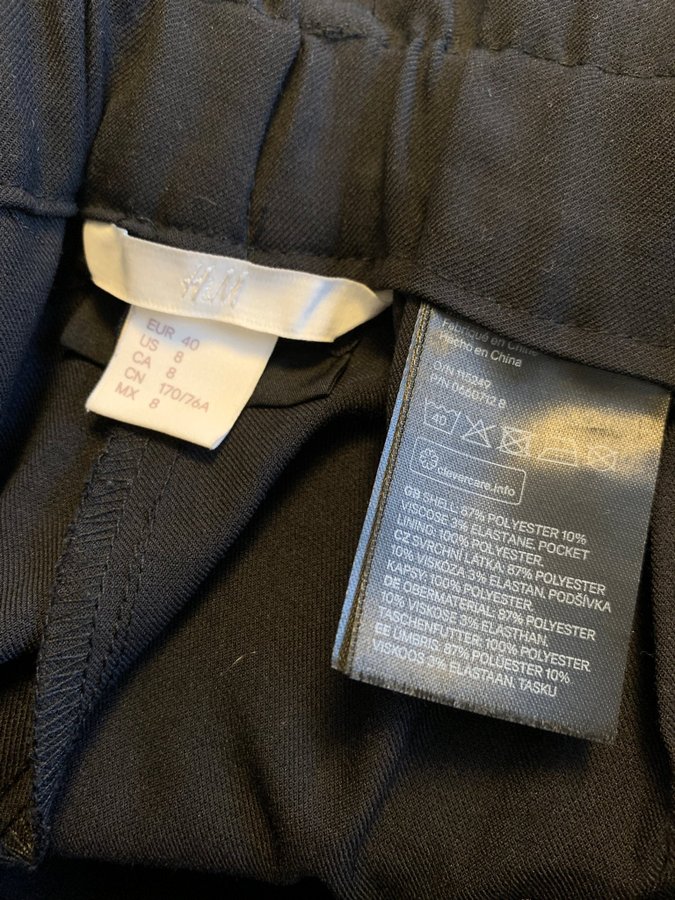 H&M
EUR 40
US 8
CA 8
CN 170/76A
MX 8
Fabriqué en Chine
Hecho en China
O/N 115249
40
clevercare.info
GB SHELL: 87% POLYESTER 10%
VISCOSE 3% ELASTANE. POCKET
LINING: 100% POLYESTER.
CZ SVRCHNÍ LÁTKA: 87% POLYESTER
10% VISKÓZA 3% ELASTAN. PODŠÍVKA
KAPSY: 100% POLYESTER.
DE OBERMATERIAL: 87% POLYESTER
10% VISKOSE 3% ELASTHAN.
TASCHENFUTTER: 100% POLYESTER.
EE ÜMBRIS: 87% POLÜESTER 10%
VISKOOS 3% ELASTAAN. TASKU